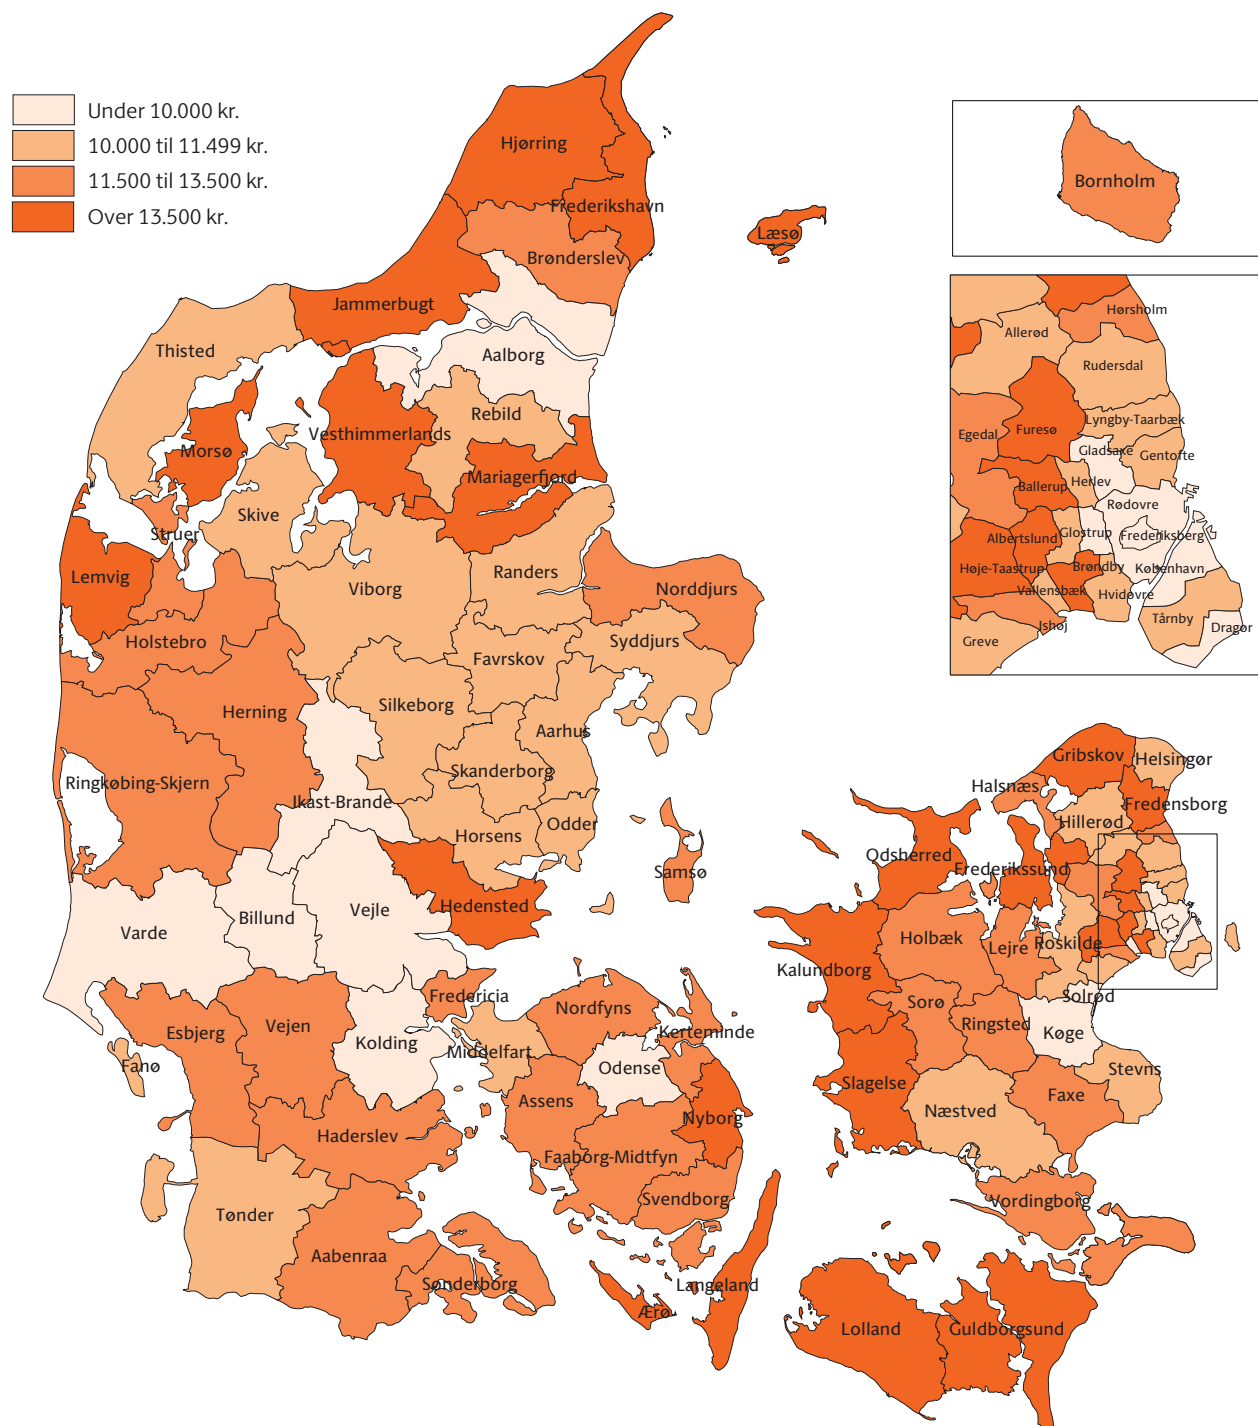 Under 10.000 kr.
10.000 til 11.499 kr.
11.500 til 13.500 kr.
Over 13.500 kr.
Hjørring
Frederikshavn
Læsø
Brønderslev
Jammerbugt
Thisted
Aalborg
Rebild
Vesthimmerlands
Morsø
Mariagerfjord
Skive
Struer
Lemvig
Viborg
Randers
Norddjurs
Holstebro
Favrskov
Syddjurs
Silkeborg
Herning
Aarhus
Skanderborg
Ringkøbing-Skjern
Ikast-Brande
Horsens
Odder
Samsø
Hedensted
Billund
Vejle
Varde
Fredericia
Esbjerg
Vejen
Kolding
Middelfart
Nordfyns
Kerteminde
Fanø
Odense
Assens
Nyborg
Haderslev
Faaborg-Midtfyn
Svendborg
Tønder
Aabenraa
Sønderborg
Langeland
Ærø
Bornholm
Hørsholm
Allerød
Rudersdal
Lyngby-Taarbæk
Egedal
Furesø
Gladsaxe
Gentofte
Ballerup
Herlev
Rødovre
Albertslund
Glostrup
Frederiksberg
Høje-Taastrup
Brøndby
København
Vallensbæk
Hvidovre
Tårnby
Ishøj
Dragør
Greve
Gribskov
Helsingør
Halsnæs
Fredensborg
Hillerød
Odsherred
Frederikssund
Holbæk
Lejre
Roskilde
Kalundborg
Solrød
Sorø
Ringsted
Køge
Stevns
Slagelse
Næstved
Faxe
Vordingborg
Lolland
Guldborgsund